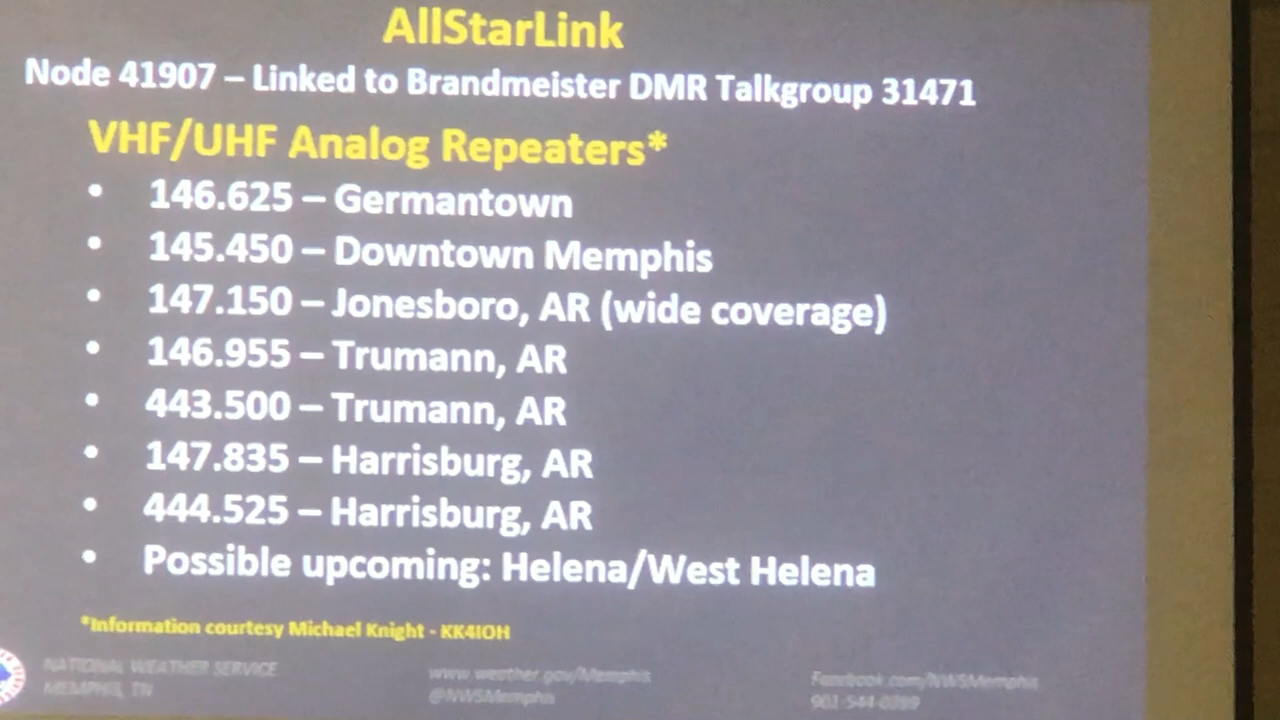 AllStarLink
Node 41907 – Linked to Brandmeister DMR Talkgroup 31471
VHF/UHF Analog Repeaters*
• 146.625 – Germantown
• 145.450 – Downtown Memphis
• 147.150 – Jonesboro, AR (wide coverage)
• 146.955 – Trumann, AR
• 443.500 – Trumann, AR
• 147.835 – Harrisburg, AR
• 444.525 – Harrisburg, AR
• Possible upcoming: Helena/West Helena
*Information courtesy Michael Knight - KK4IOH
NATIONAL WEATHER SERVICE
MEMPHIS, TN
www.weather.gov/Memphis
@NWSMemphis
Facebook.com/NWSMemphis
901-544-0399